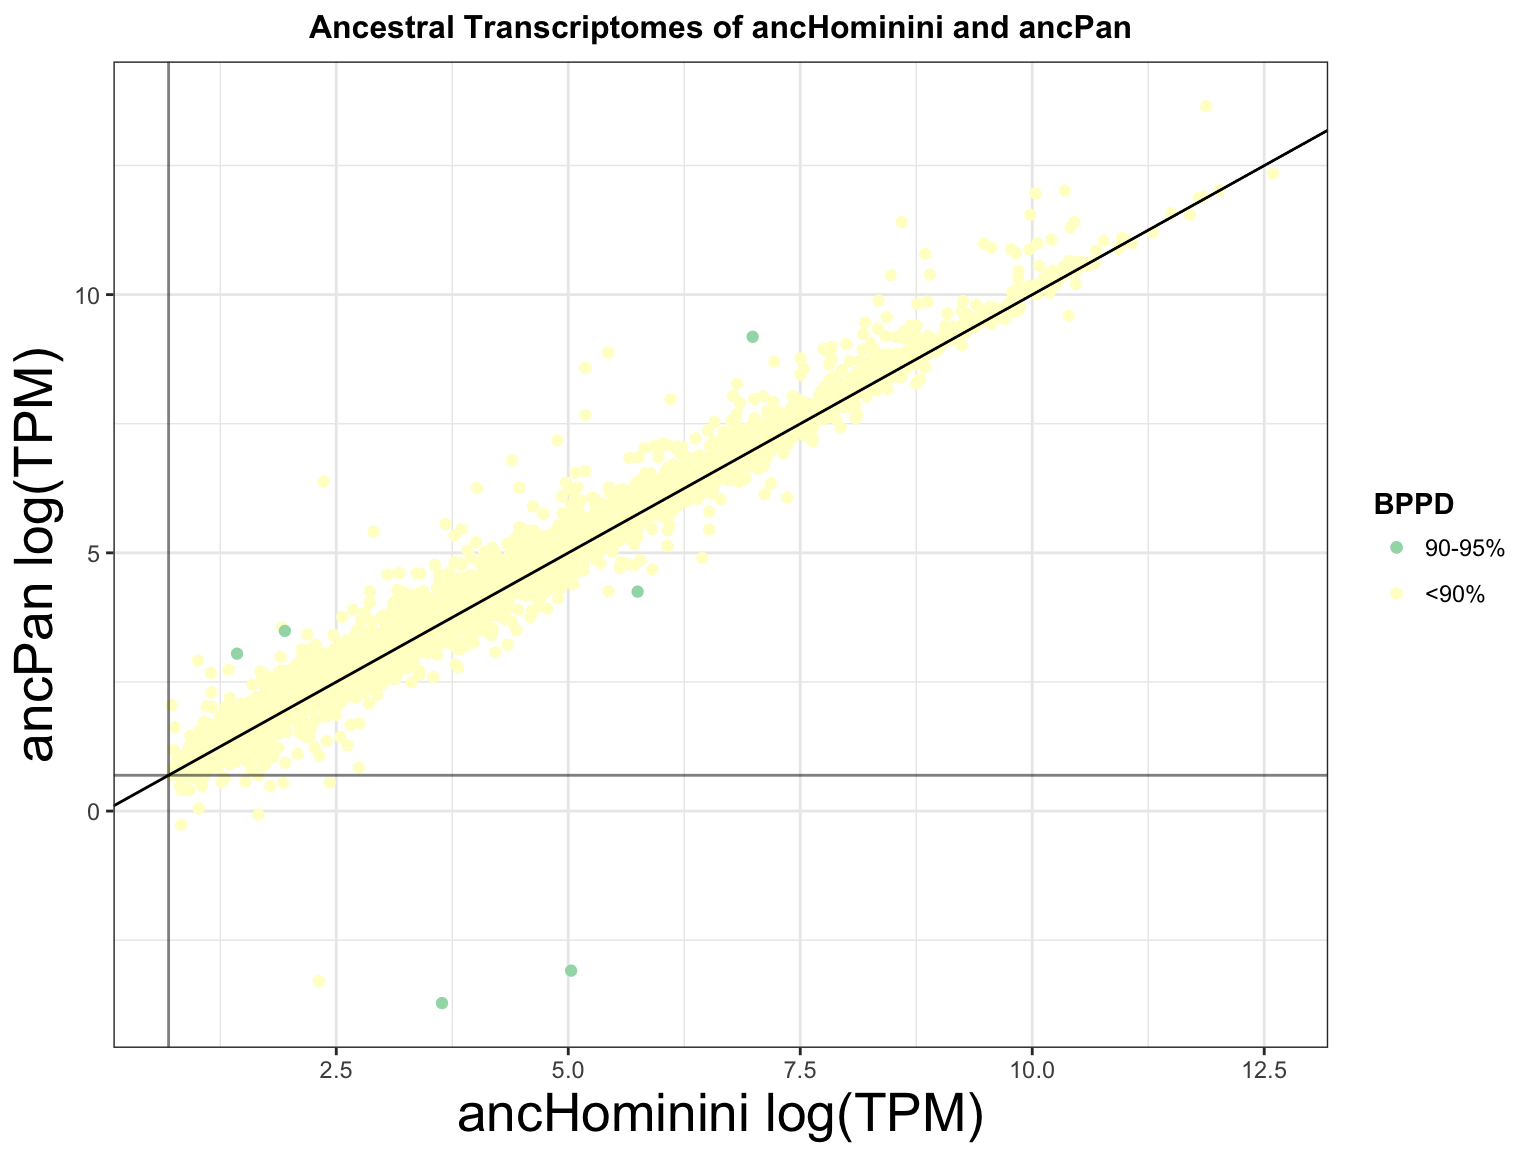 Ancestral Transcriptomes of ancHominini and ancPan
ancPan log(TPM)
10
5
0
2.5 5.0 7.5 10.0 12.5
ancHominini log(TPM)
BPPD
90-95%
<90%